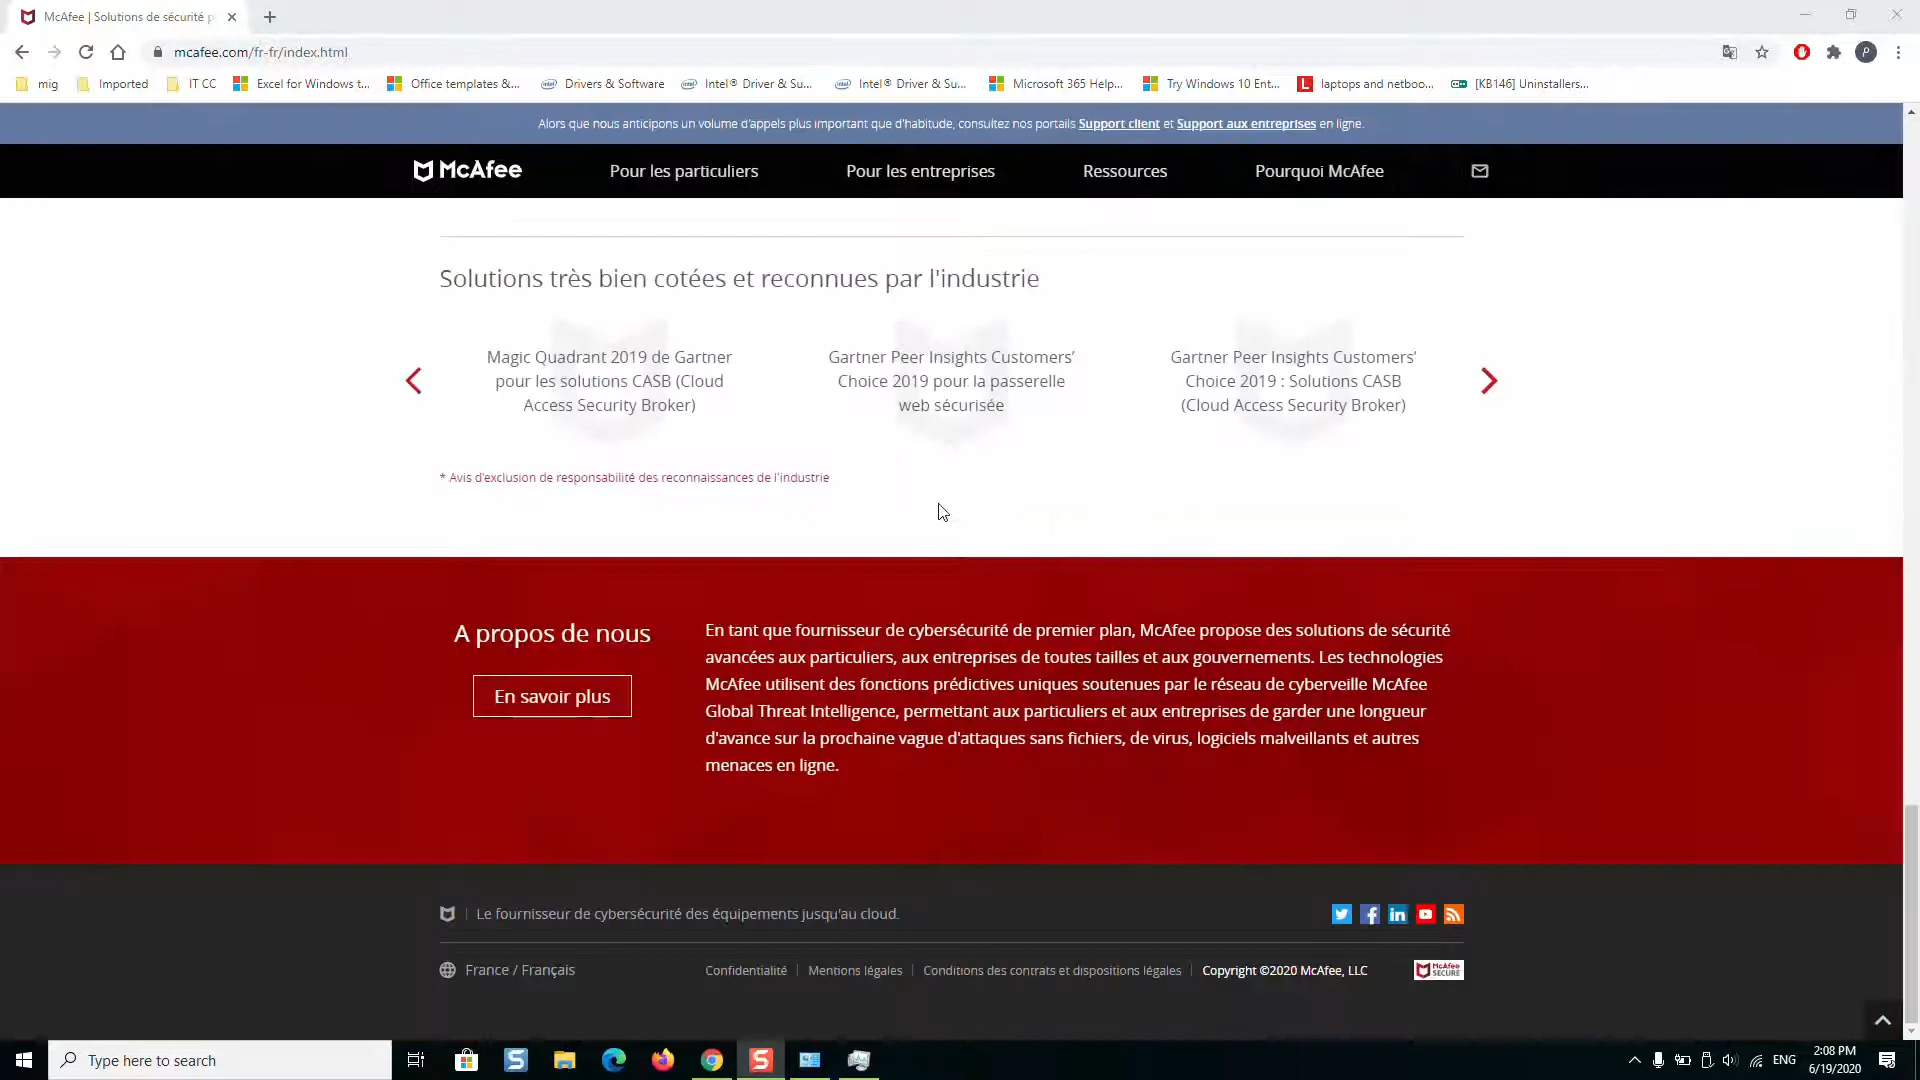 McAfee | Solutions de sécurité p
mcafee.com/fr-fr/index.html
mig
Imported
IT CC
Excel for Windows t...
Office templates &...
Drivers & Software
Intel® Driver & Su...
Intel® Driver & Su...
Microsoft 365 Help...
Try Windows 10 Ent...
laptops and netboo...
[KB146] Uninstallers...
Alors que nous anticipons un volume d'appels plus important que d'habitude, consultez nos portails Support client et Support aux entreprises en ligne.
McAfee
Pour les particuliers
Pour les entreprises
Ressources
Pourquoi McAfee
Solutions très bien cotées et reconnues par l'industrie
Magic Quadrant 2019 de Gartner
pour les solutions CASB (Cloud
Access Security Broker)
Gartner Peer Insights Customers’
Choice 2019 pour la passerelle
web sécurisée
Gartner Peer Insights Customers’
Choice 2019 : Solutions CASB
(Cloud Access Security Broker)
* Avis d'exclusion de responsabilité des reconnaissances de l'industrie
A propos de nous
En savoir plus
En tant que fournisseur de cybersécurité de premier plan, McAfee propose des solutions de sécurité
avancées aux particuliers, aux entreprises de toutes tailles et aux gouvernements. Les technologies
McAfee utilisent des fonctions prédictives uniques soutenues par le réseau de cyberveille McAfee
Global Threat Intelligence, permettant aux particuliers et aux entreprises de garder une longueur
d'avance sur la prochaine vague d'attaques sans fichiers, de virus, logiciels malveillants et autres
menaces en ligne.
Le fournisseur de cybersécurité des équipements jusqu'au cloud.
France / Français
Confidentialité
Mentions légales
Conditions des contrats et dispositions légales
Copyright ©2020 McAfee, LLC
McAfee
SECURE
Type here to search
ENG
2:08 PM
6/19/2020